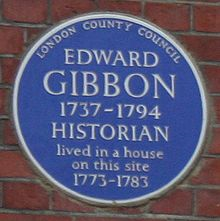 LONDON COUNTY COUNCIL
EDWARD
GIBBON
1737-1794
HISTORIAN
lived in a house
on this site
1773-1783